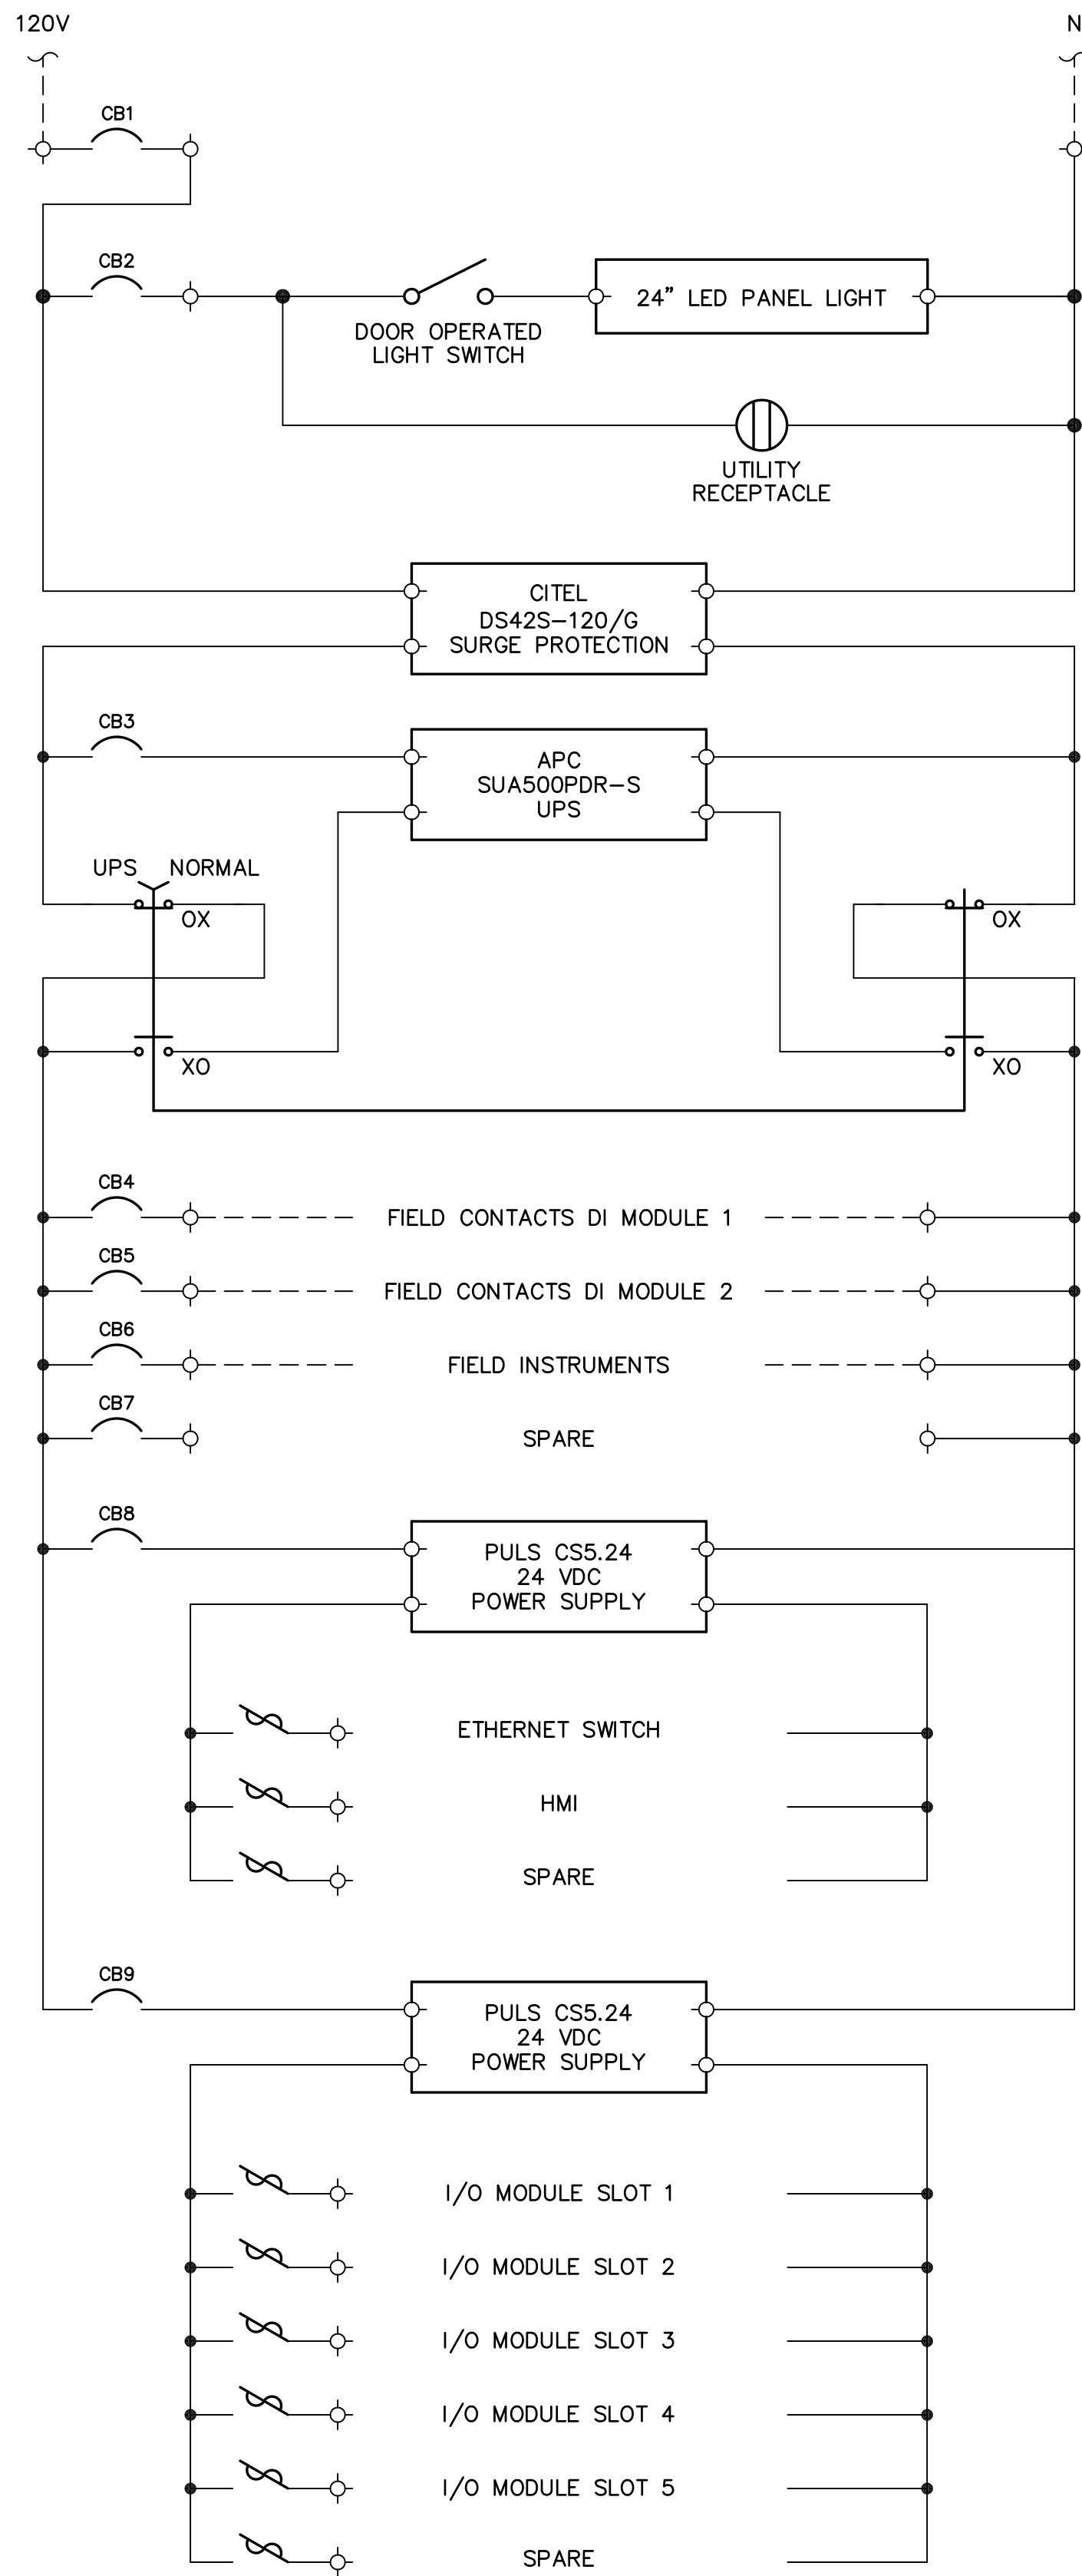 120V
N
CB1
CB2
24” LED PANEL LIGHT
DOOR OPERATED
LIGHT SWITCH
UTILITY
RECEPTACLE
CITEL
DS42S-120/G
SURGE PROTECTION
CB3
APC
SUA500PDR-S
UPS
UPS NORMAL
OX
OX
XO
XO
CB4
FIELD CONTACTS DI MODULE 1
CB5
FIELD CONTACTS DI MODULE 2
CB6
FIELD INSTRUMENTS
CB7
SPARE
CB8
PULS CS5.24
24 VDC
POWER SUPPLY
ETHERNET SWITCH
HMI
SPARE
CB9
PULS CS5.24
24 VDC
POWER SUPPLY
I/O MODULE SLOT 1
I/O MODULE SLOT 2
I/O MODULE SLOT 3
I/O MODULE SLOT 4
I/O MODULE SLOT 5
SPARE